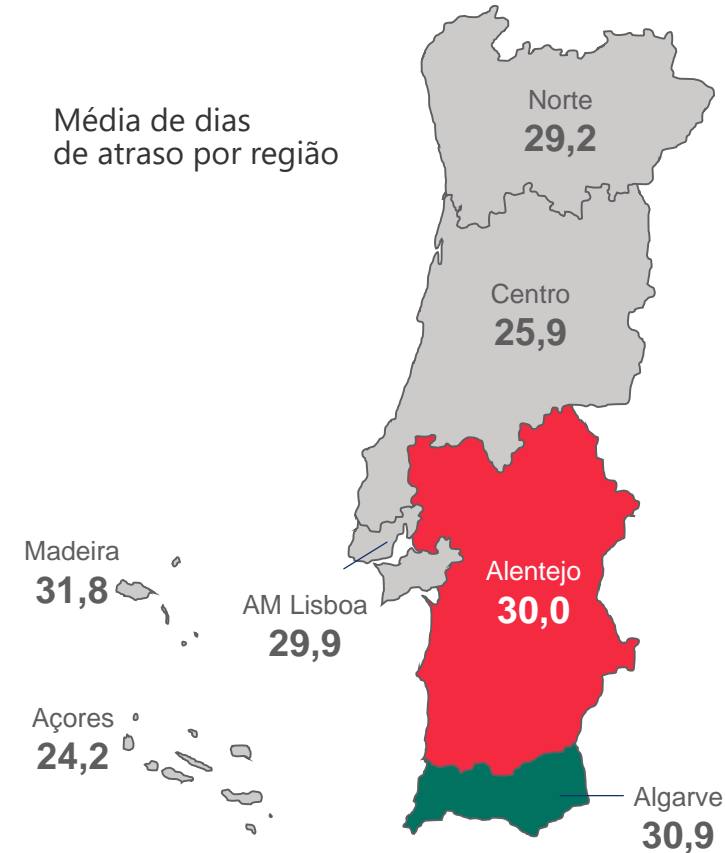 Média de dias
de atraso por região
Norte
29,2
Centro
25,9
Madeira
31,8
AM Lisboa
29,9
Alentejo
30,0
Açores
24,2
Algarve
30,9